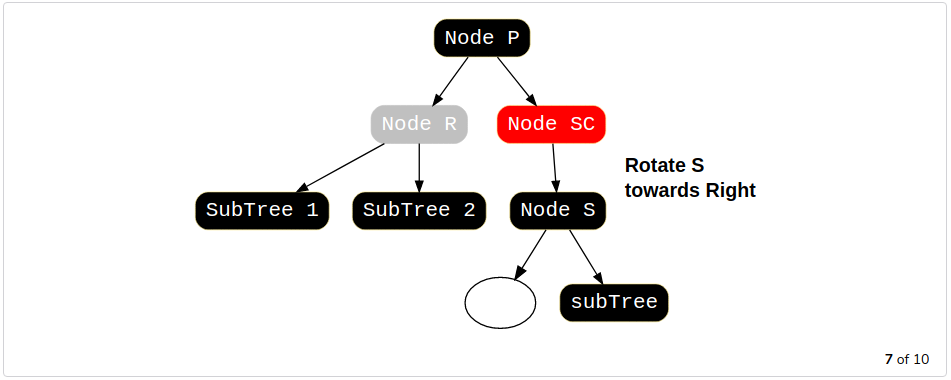 Node P
Node R
Node SC
Rotate S
towards Right
SubTree 1
SubTree 2
Node S
subTree
7 of 10